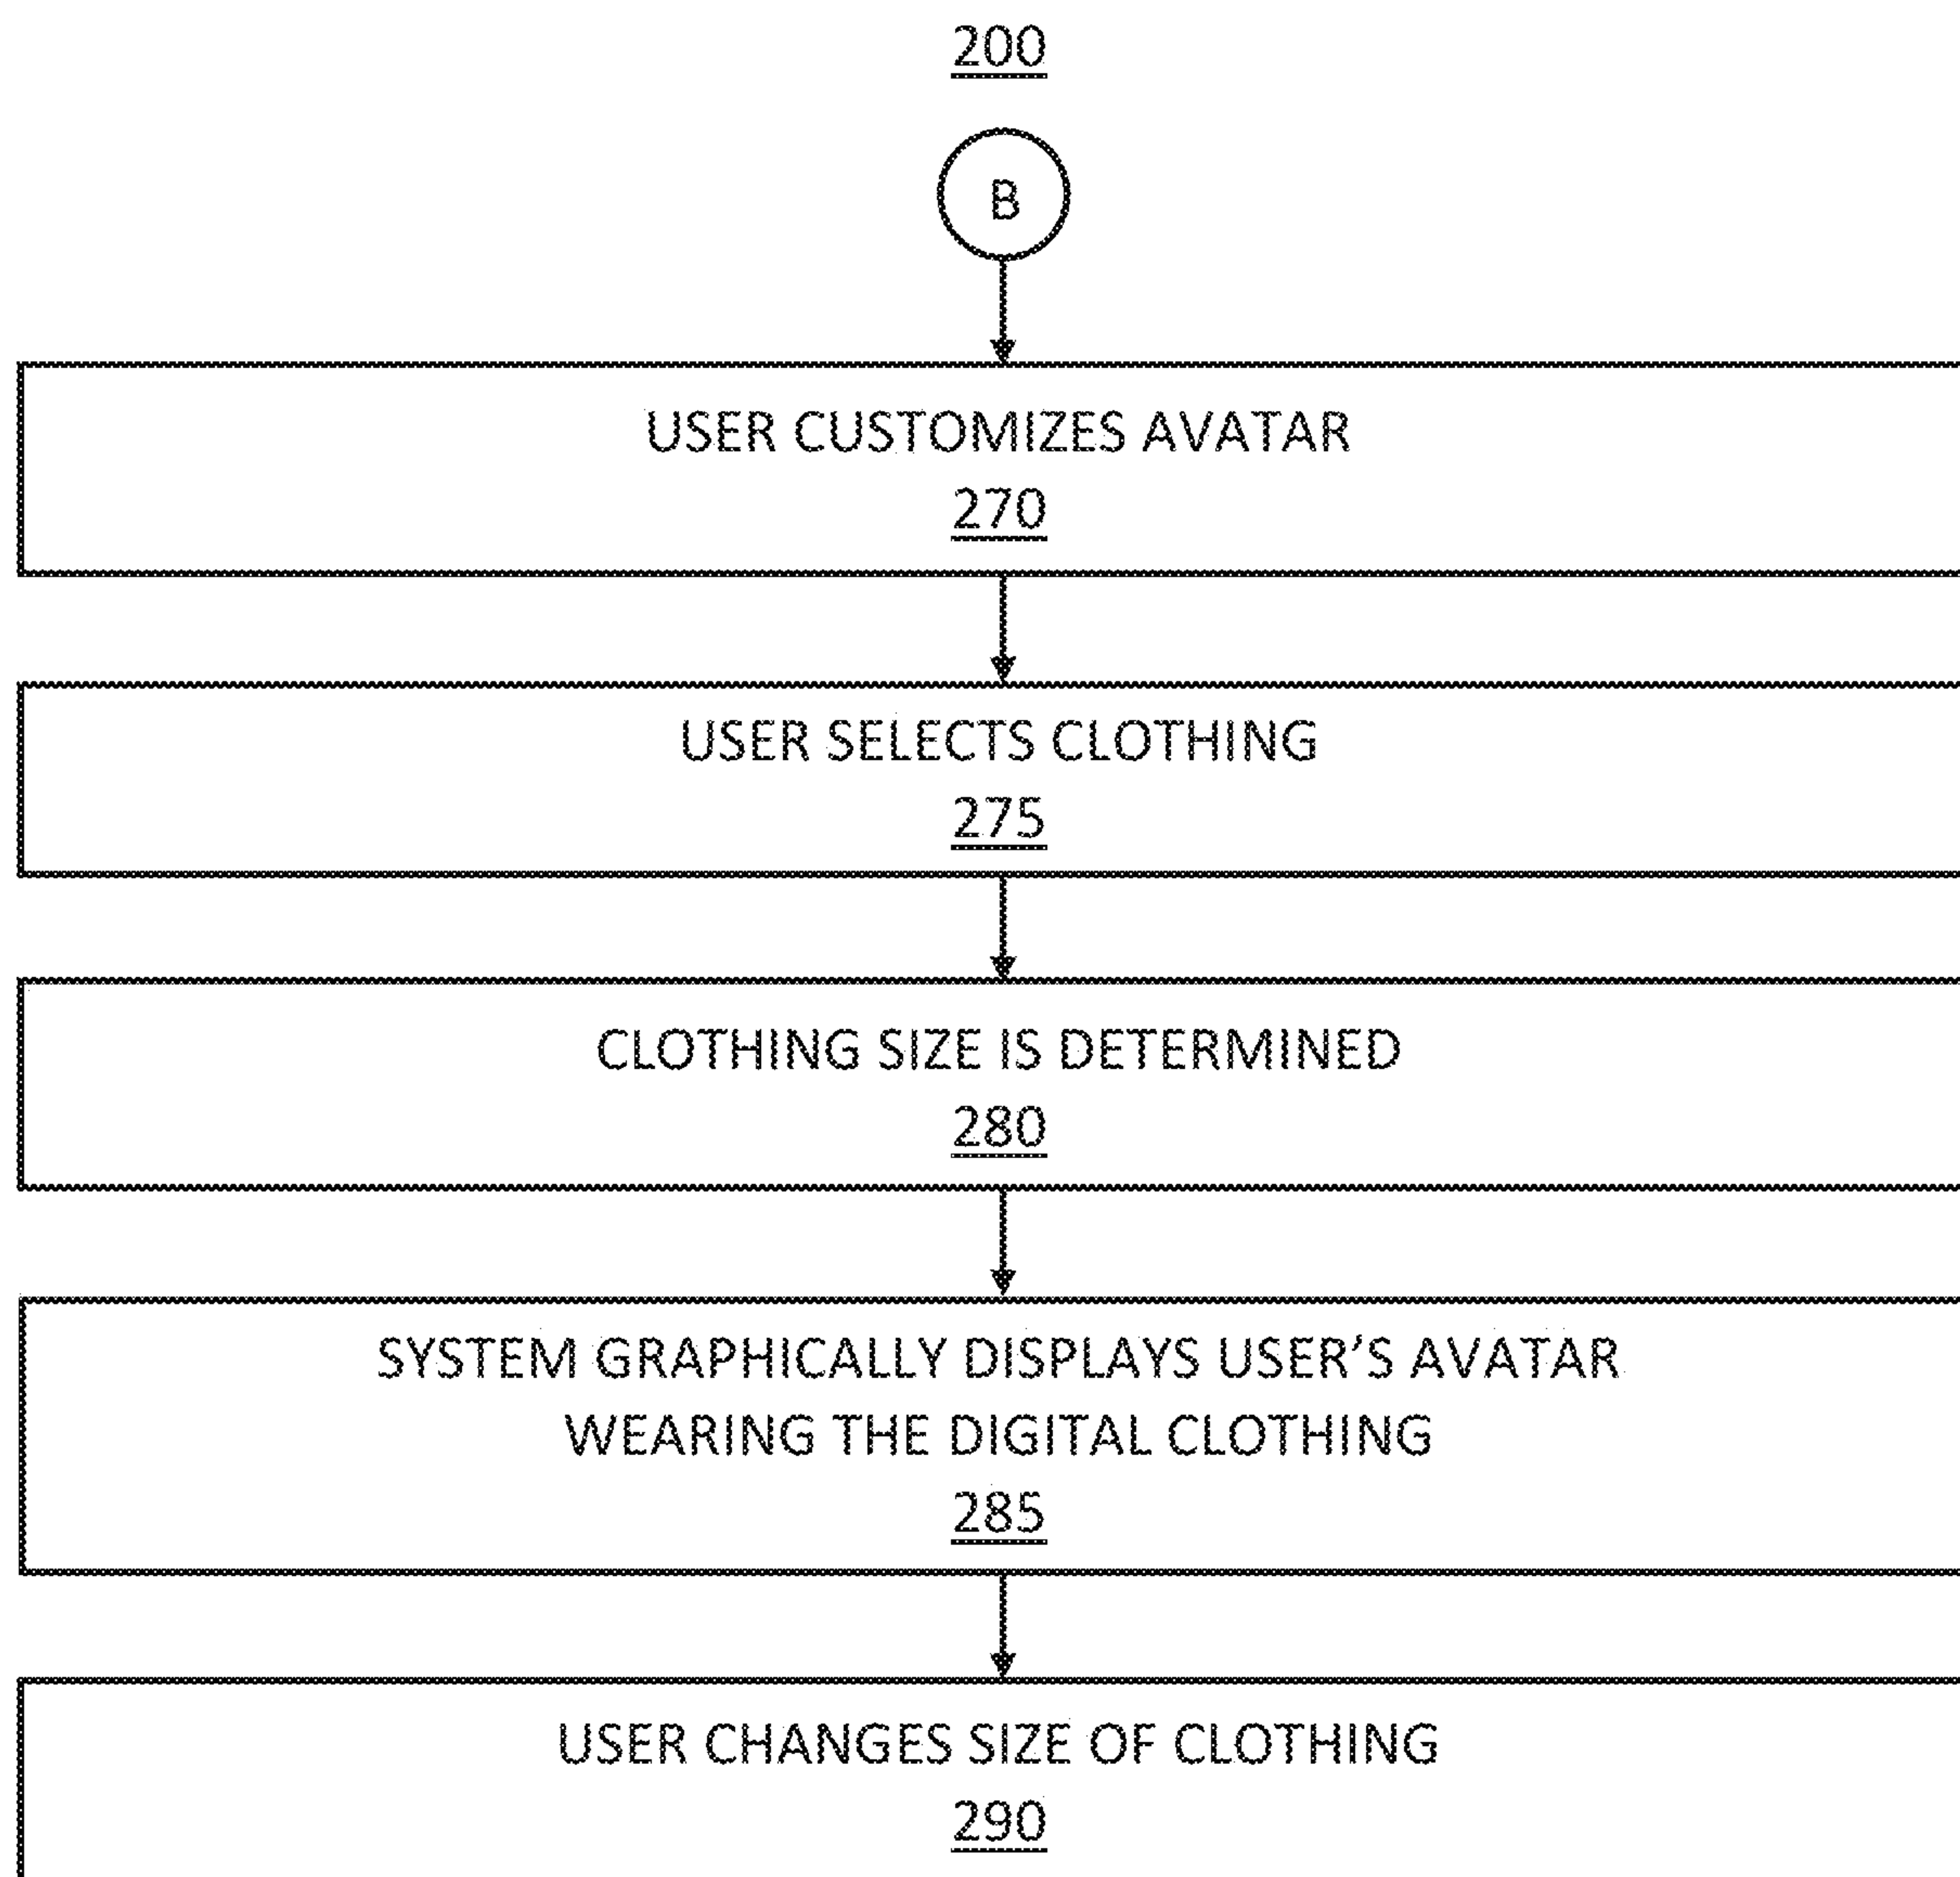 200
B
USER CUSTOMIZES AVATAR
270
USER SELECTS CLOTHING
275
CLOTHING SIZE IS DETERMINED
280
SYSTEM GRAPHICALLY DISPLAYS USER’S AVATAR
WEARING THE DIGITAL CLOTHING
285
USER CHANGES SIZE OF CLOTHING
290